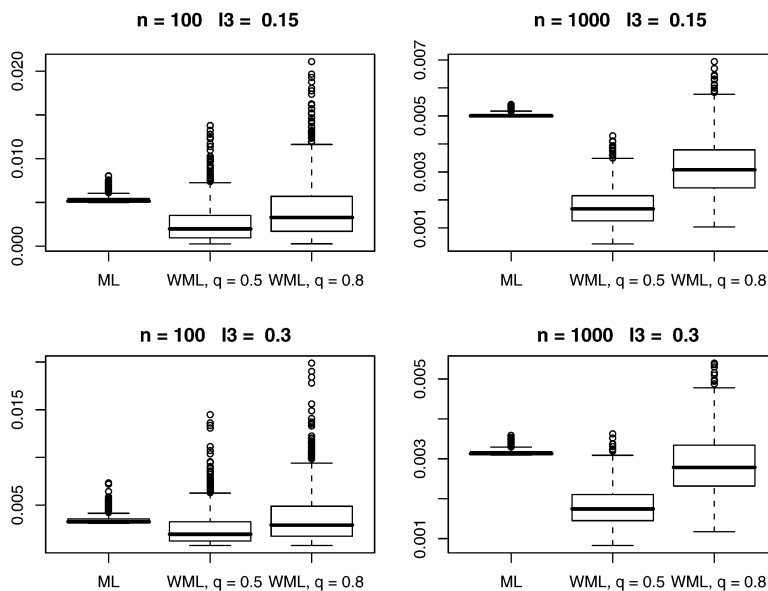 n = 100 l3 = 0.15
n = 1000 l3 = 0.15
0.020
0.010
0.000
0.007
0.005
0.003
0.001
ML
WML, q = 0.5
WML, q = 0.8
ML
WML, q = 0.5
WML, q = 0.8
n = 100 l3 = 0.3
n = 1000 l3 = 0.3
0.015
0.005
0.005
0.003
0.001
ML
WML, q = 0.5
WML, q = 0.8
ML
WML, q = 0.5
WML, q = 0.8